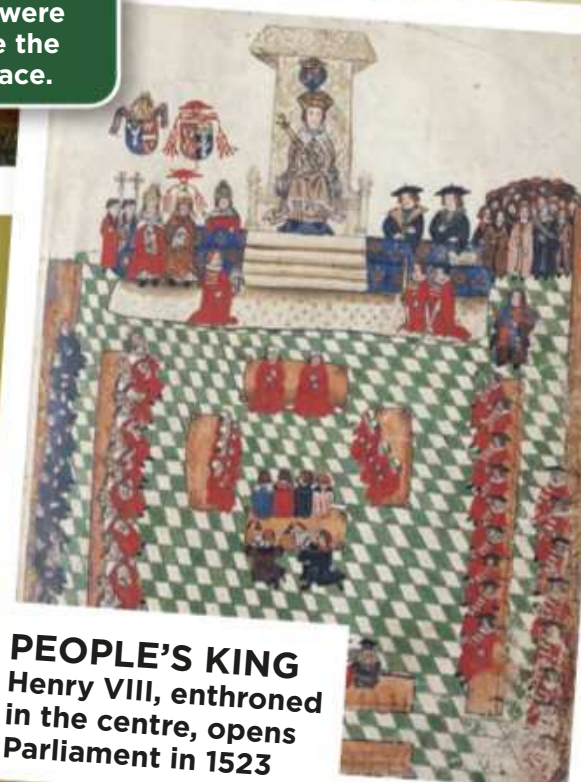 were
e the
ace.
PEOPLE'S KING
Henry VIII, enthroned
in the centre, opens
Parliament in 1523